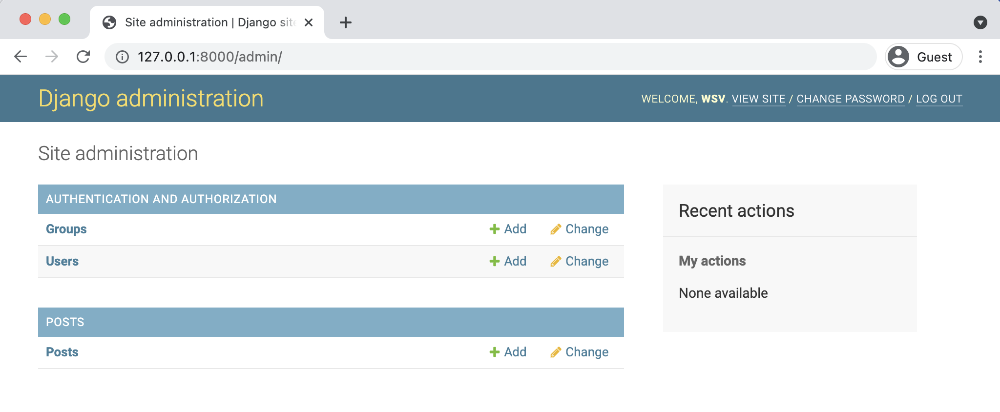 Site administration | Django site
127.0.0.1:8000/admin/
Guest
Django administration
WELCOME, WSV. VIEW SITE / CHANGE PASSWORD / LOG OUT
Site administration
AUTHENTICATION AND AUTHORIZATION
Groups Add Change
Users Add Change
POSTS
Posts Add Change
Recent actions
My actions
None available